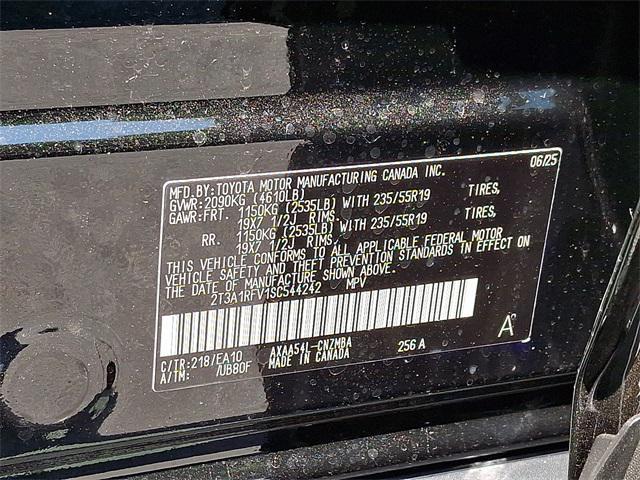 MFD. BY: TOYOTA MOTOR MANUFACTURING CANADA INC. 06/25
GVWR: 2090KG (4610LB)
GAWR: FRT. 1150KG (2535LB) WITH 235/55R19 TIRES,
19X7 1/2J RIMS,
RR. 1150KG (2535LB) WITH 235/55R19 TIRES,
19X7 1/2J RIMS,
THIS VEHICLE CONFORMS TO ALL APPLICABLE FEDERAL MOTOR
VEHICLE SAFETY AND THEFT PREVENTION STANDARDS IN EFFECT ON
THE DATE OF MANUFACTURE SHOWN ABOVE.
2T3A1RFV1SC544242 MPV
C/TR: 218/EA10 AXAA54L-CNZMBA 256 A
A/TM: /UB80F MADE IN CANADA
A